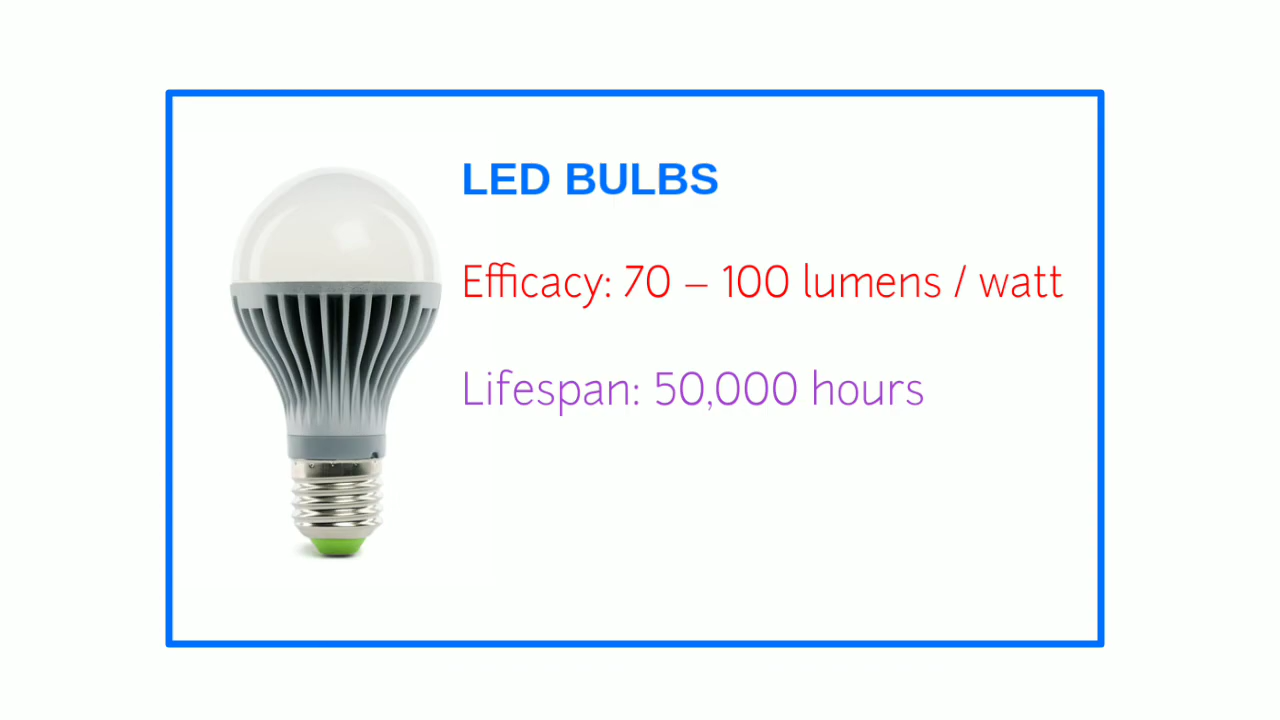 LED BULBS
Efficacy: 70 – 100 lumens / watt
Lifespan: 50,000 hours